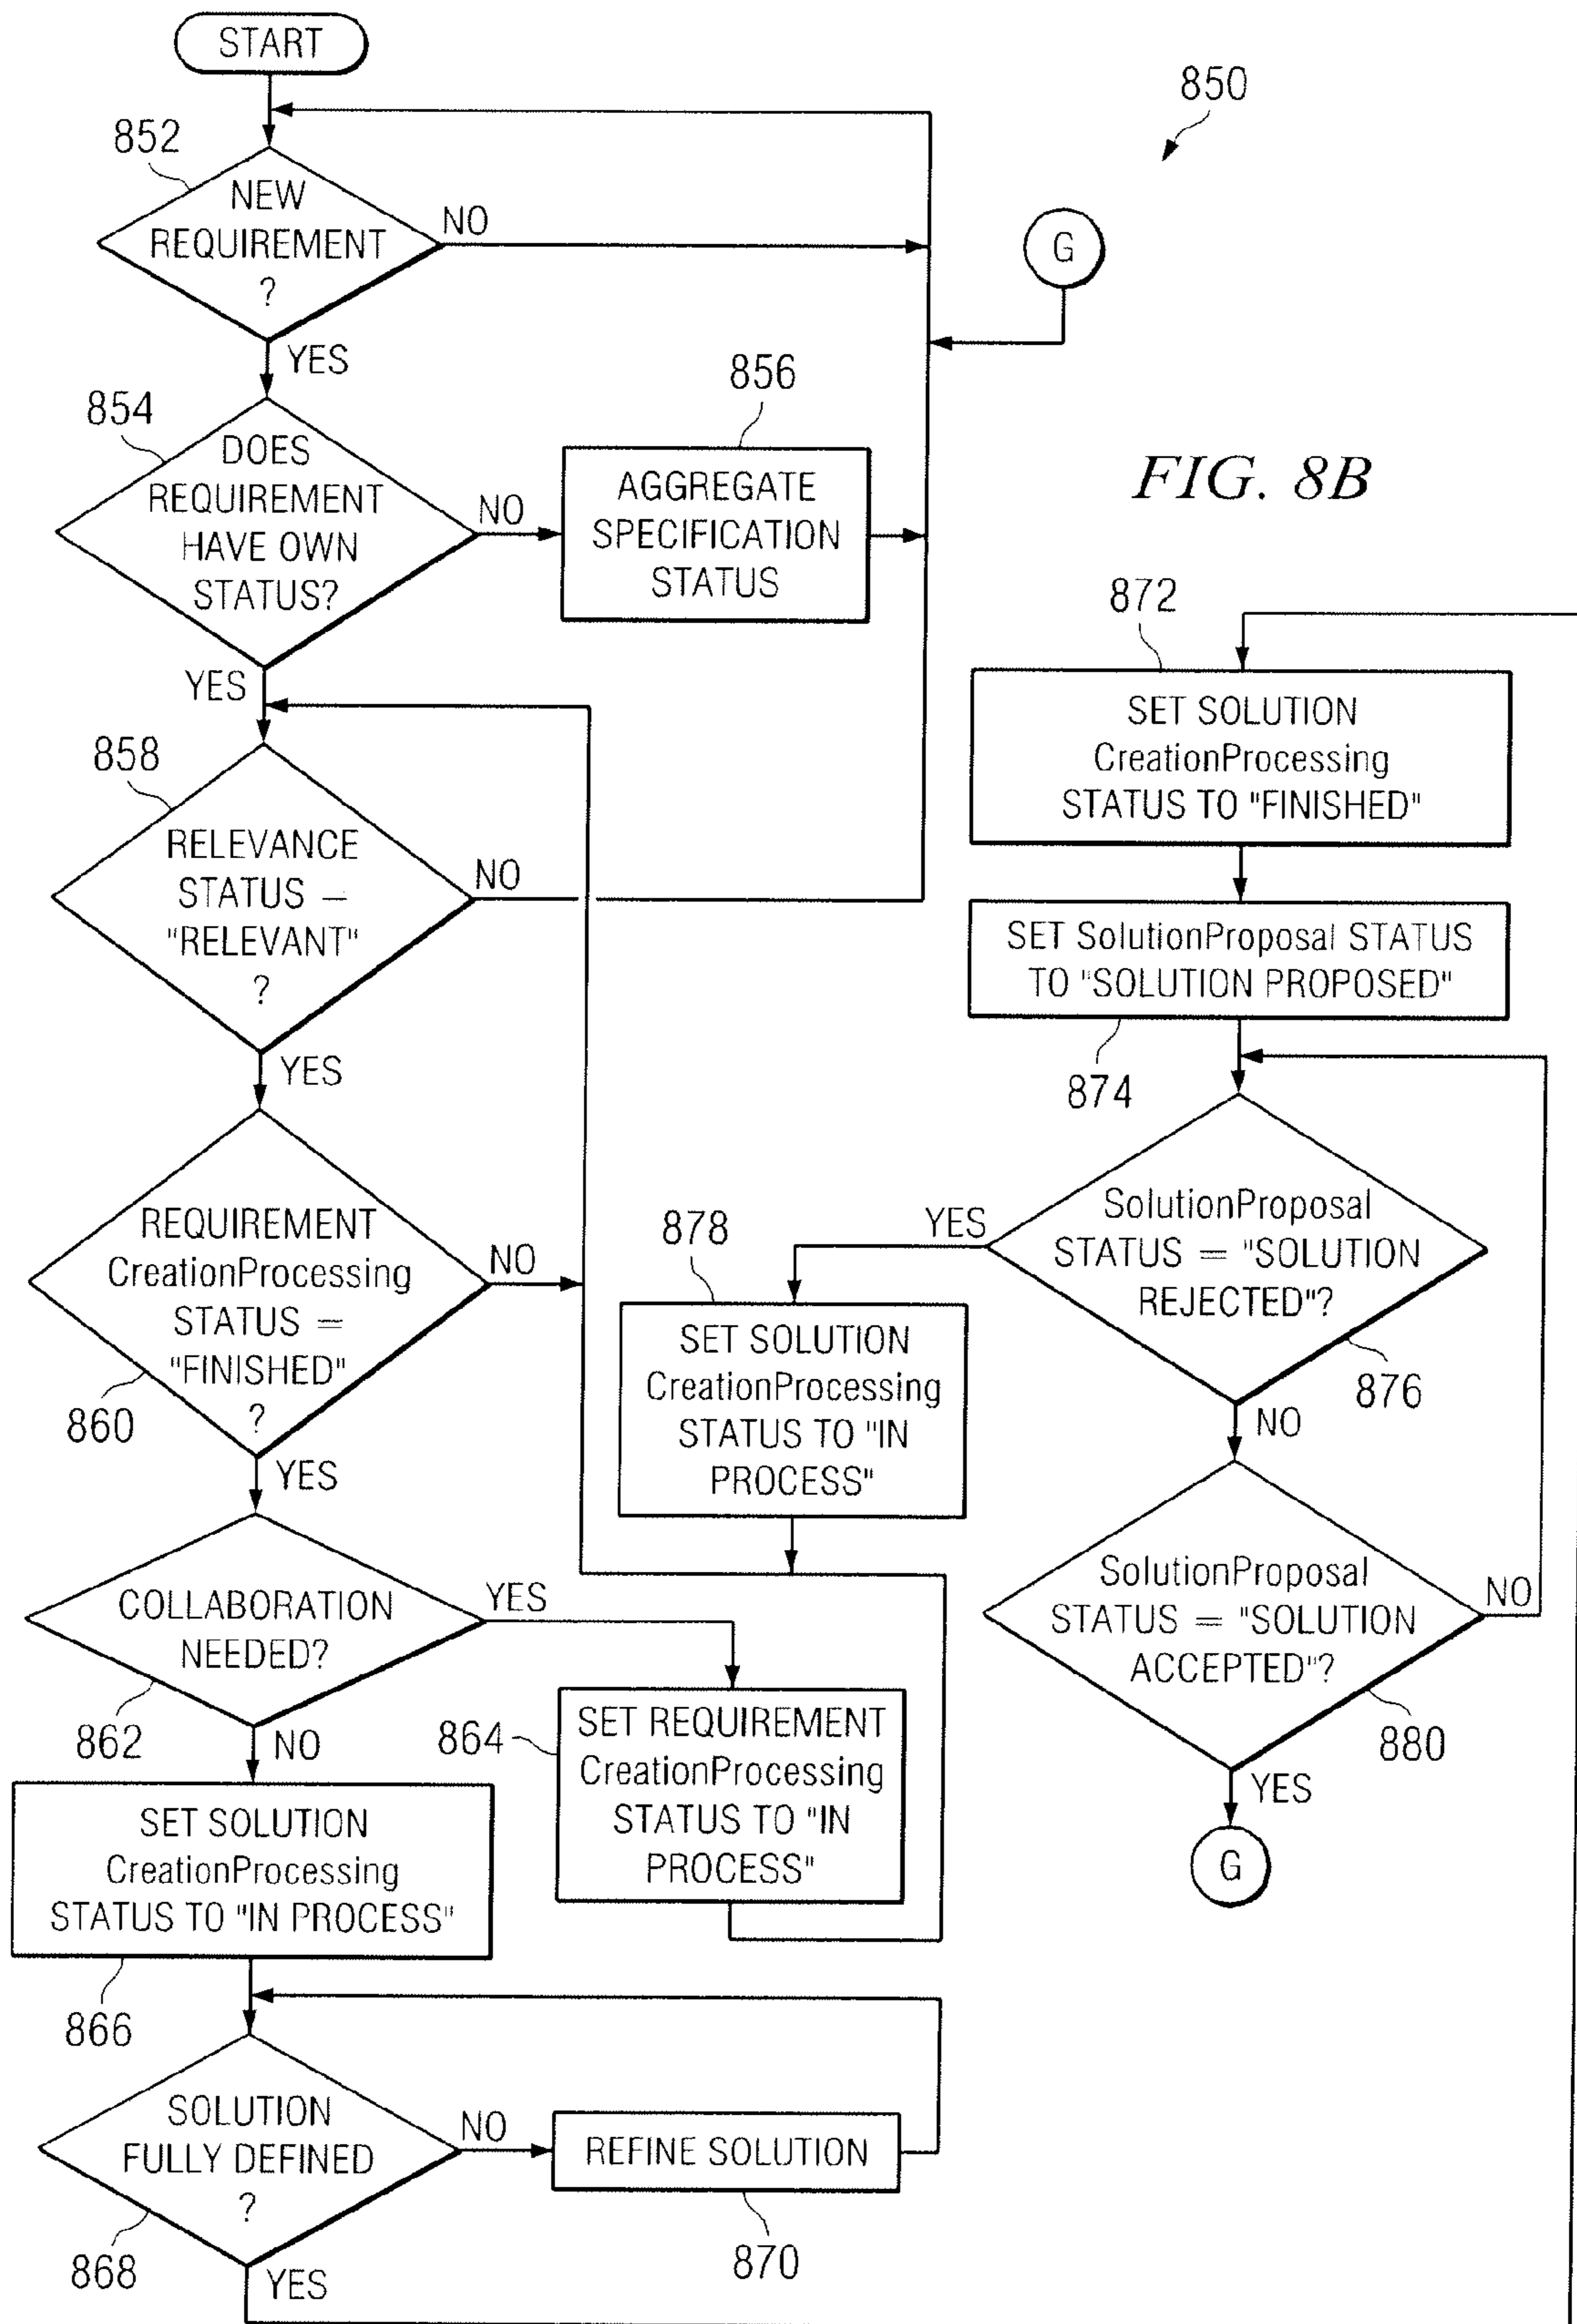 START
850
852
NEW
REQUIREMENT
?
NO
G
YES
854
DOES
REQUIREMENT
HAVE OWN
STATUS?
NO
856
AGGREGATE
SPECIFICATION
STATUS
FIG. 8B
YES
858
RELEVANCE
STATUS =
"RELEVANT"
?
NO
YES
REQUIREMENT
CreationProcessing
STATUS =
"FINISHED"
?
860
NO
YES
COLLABORATION
NEEDED?
862
YES
NO
864
SET REQUIREMENT
CreationProcessing
STATUS TO "IN
PROCESS"
SET SOLUTION
CreationProcessing
STATUS TO "IN PROCESS"
866
SOLUTION
FULLY DEFINED
?
868
NO
REFINE SOLUTION
870
YES
872
SET SOLUTION
CreationProcessing
STATUS TO "FINISHED"
SET SolutionProposal STATUS
TO "SOLUTION PROPOSED"
874
SolutionProposal
STATUS = "SOLUTION
REJECTED"?
876
YES
878
SET SOLUTION
CreationProcessing
STATUS TO "IN
PROCESS"
NO
SolutionProposal
STATUS = "SOLUTION
ACCEPTED"?
NO
880
YES
G